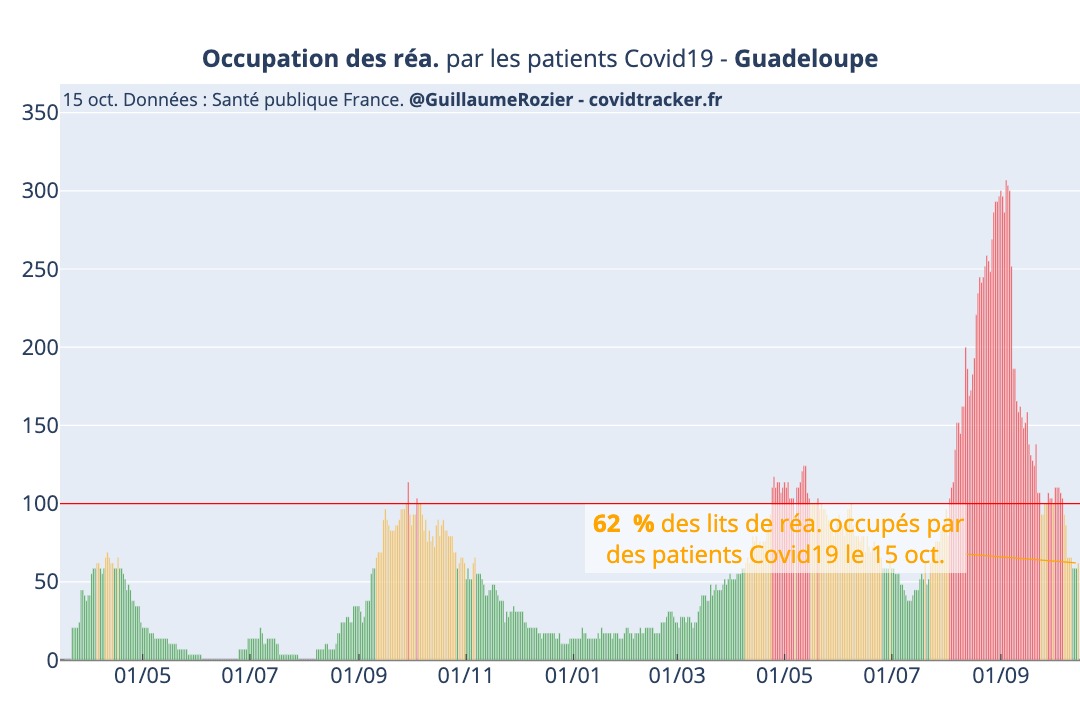 Occupation des réa. par les patients Covid19 - Guadeloupe
15 oct. Données : Santé publique France. @GuillaumeRozier - covidtracker.fr
350
300
250
200
150
100
50
0
62 % des lits de réa. occupés par
des patients Covid19 le 15 oct.
01/05 01/07 01/09 01/11 01/01 01/03 01/05 01/07 01/09